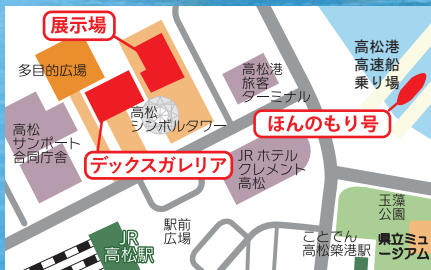 展示場
多目的広場
高松港
旅客
ターミナル
高松港
高速船
乗り場
高松
シンボルタワー
ほんのもり号
高松
サンポート
合同庁舎
デックスガレリア
JRホテル
クレメント
高松
駅前
広場
JR
高松駅
ことでん
高松築港駅
玉藻
公園
県立ミュ
ージアム